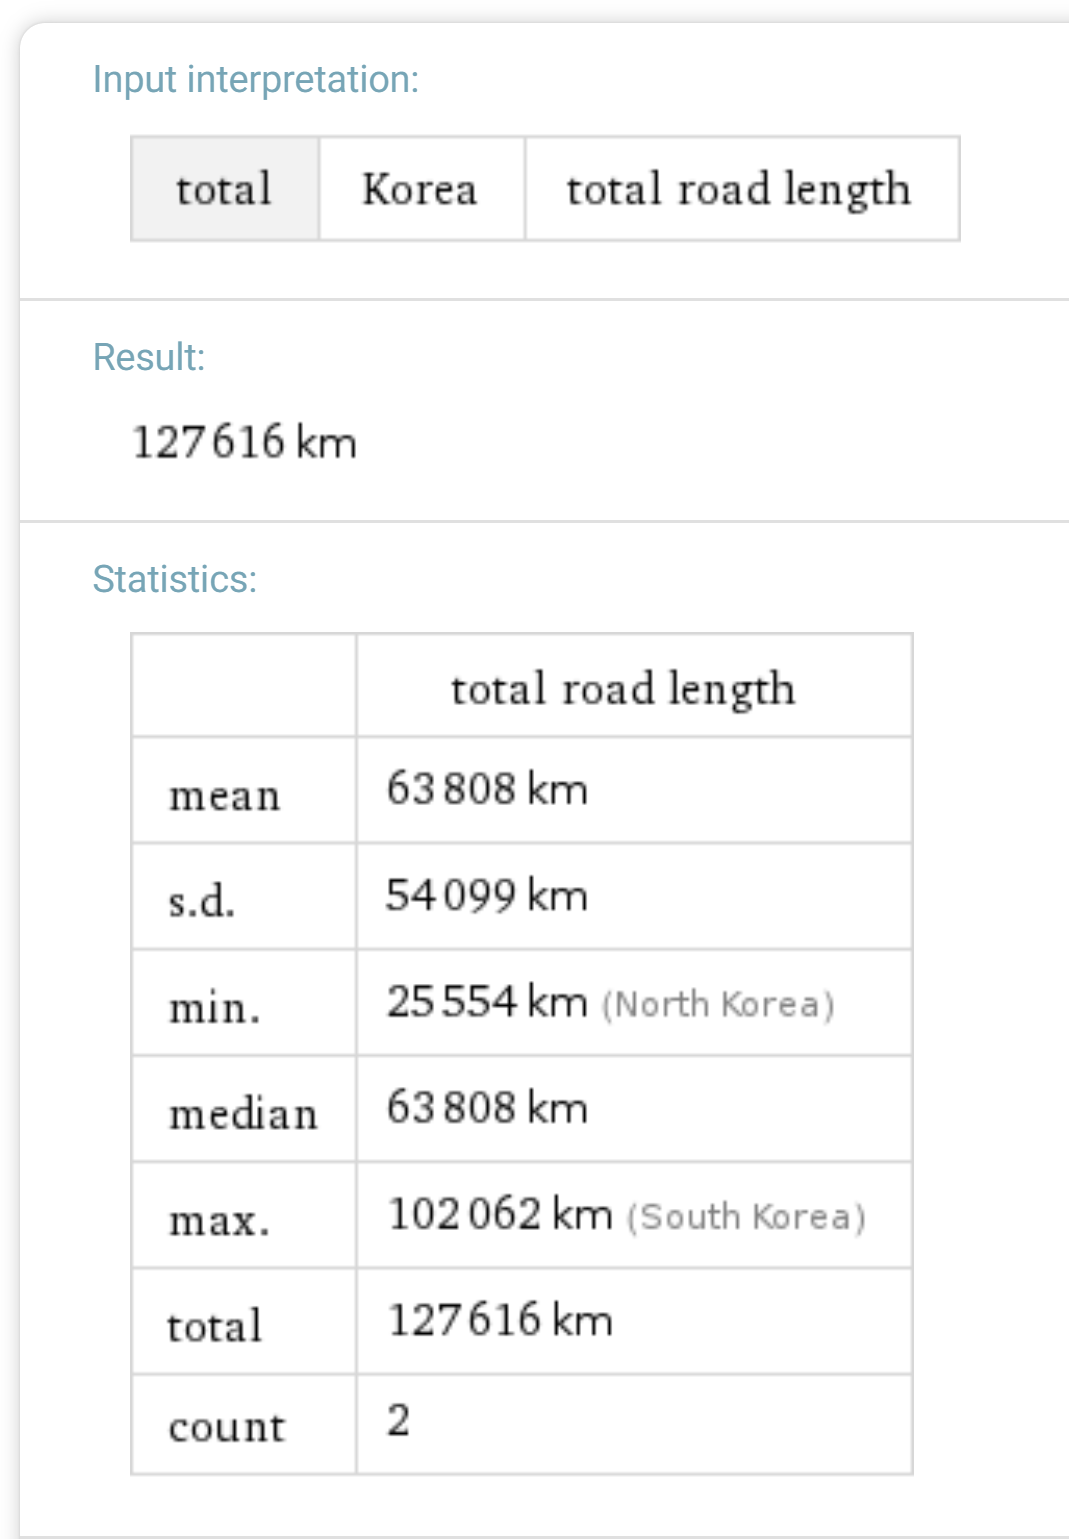 Input interpretation:
total Korea total road length
Result:
127616 km
Statistics:
total road length
mean 63808 km
s.d. 54099 km
min. 25554 km (North Korea)
median 63808 km
max. 102062 km (South Korea)
total 127616 km
count 2